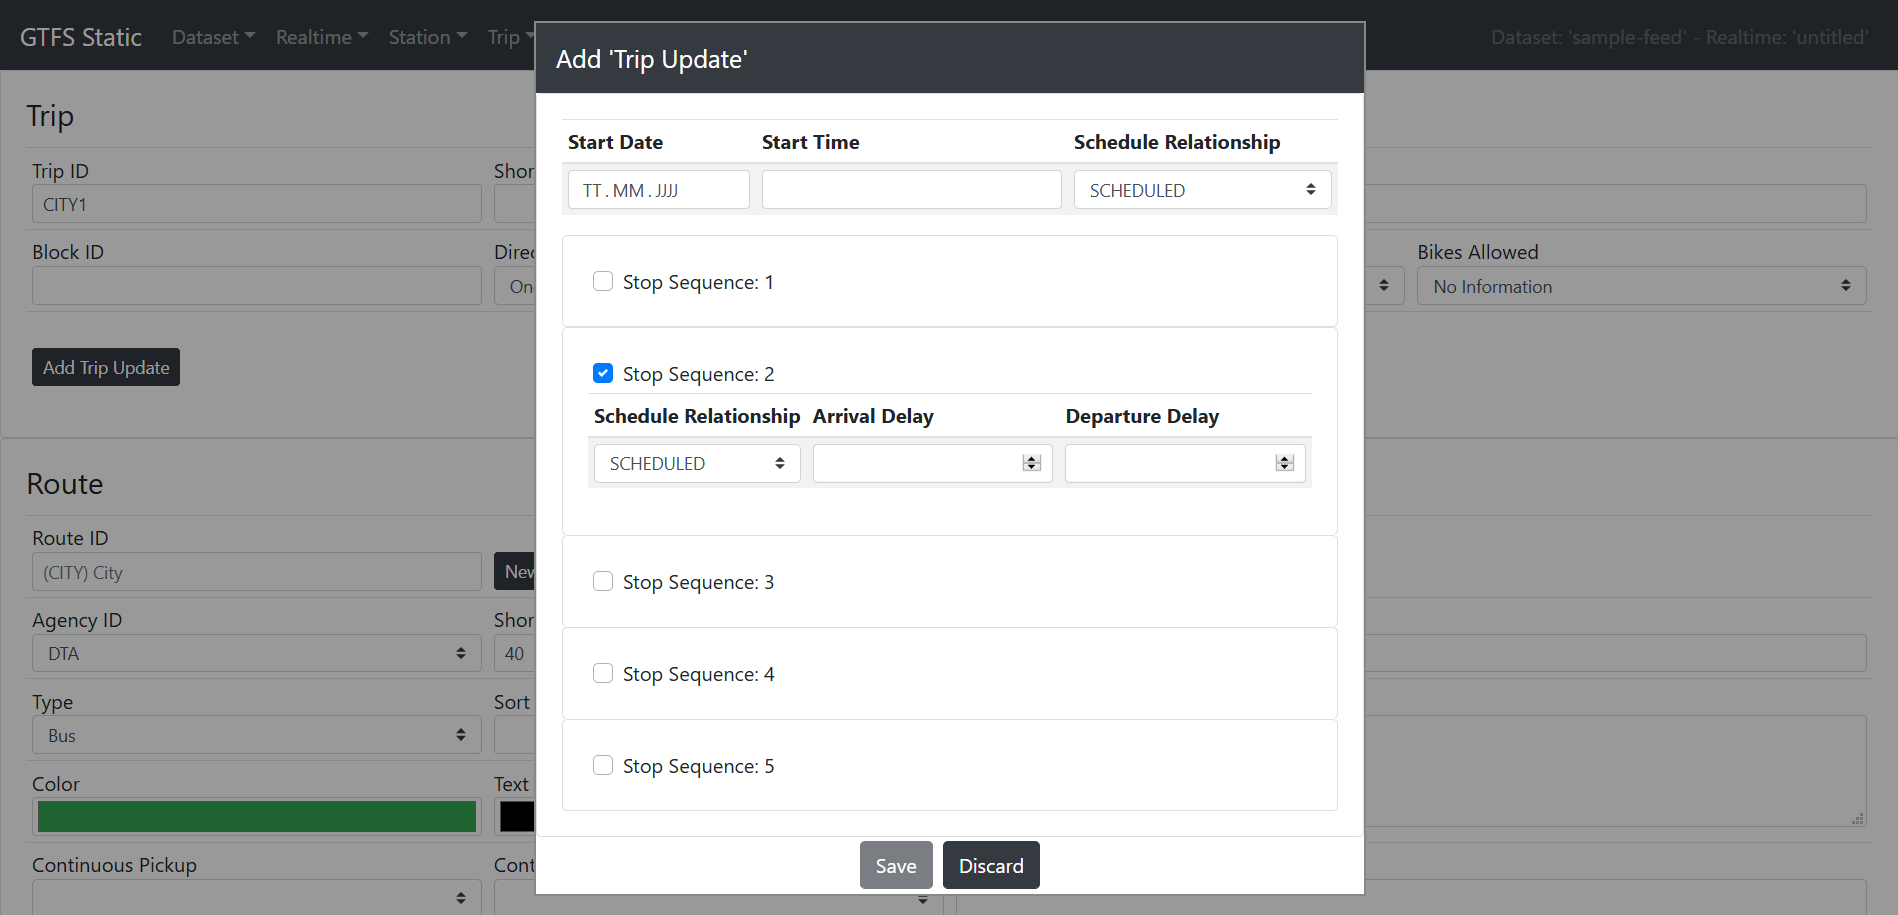 GTFS Static Dataset Realtime Station Trip Dataset: 'sample-feed' - Realtime: 'untitled'
Add 'Trip Update'
Start Date Start Time Schedule Relationship
TT . MM . JJJJ SCHEDULED
Stop Sequence: 1
Stop Sequence: 2
Schedule Relationship Arrival Delay Departure Delay
SCHEDULED
Stop Sequence: 3
Stop Sequence: 4
Stop Sequence: 5
Save Discard
Trip
Trip ID Shor
CITY1
Block ID Direc Bikes Allowed
On No Information
Add Trip Update
Route
Route ID
(CITY) City New
Agency ID Shor
DTA 40
Type Sort
Bus
Color Text
Continuous Pickup Cont